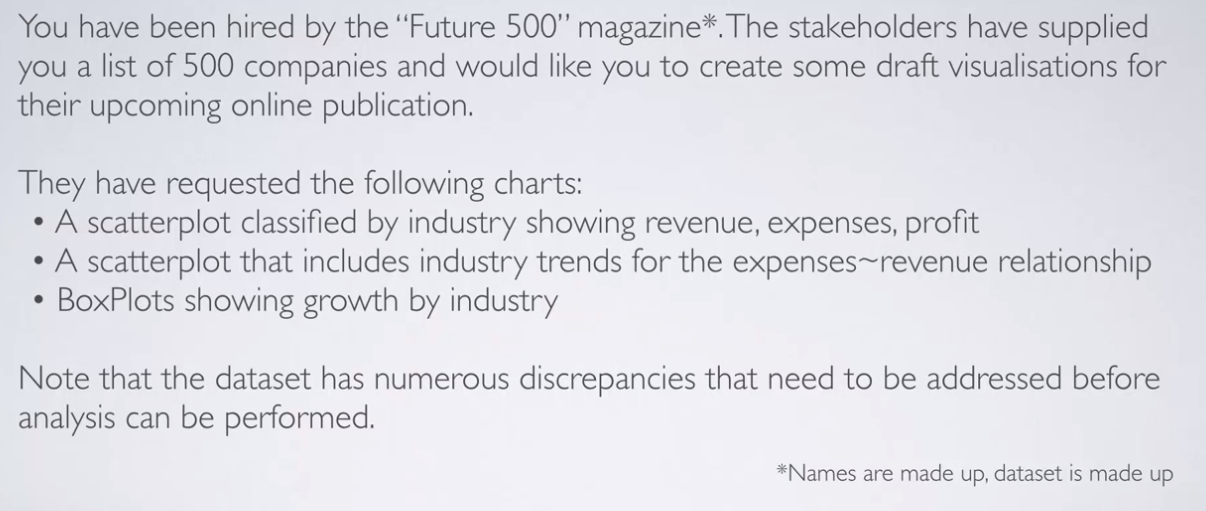 You have been hired by the “Future 500” magazine*. The stakeholders have supplied
you a list of 500 companies and would like you to create some draft visualisations for
their upcoming online publication.
They have requested the following charts:
• A scatterplot classified by industry showing revenue, expenses, profit
• A scatterplot that includes industry trends for the expenses~revenue relationship
• BoxPlots showing growth by industry
Note that the dataset has numerous discrepancies that need to be addressed before
analysis can be performed.
*Names are made up, dataset is made up